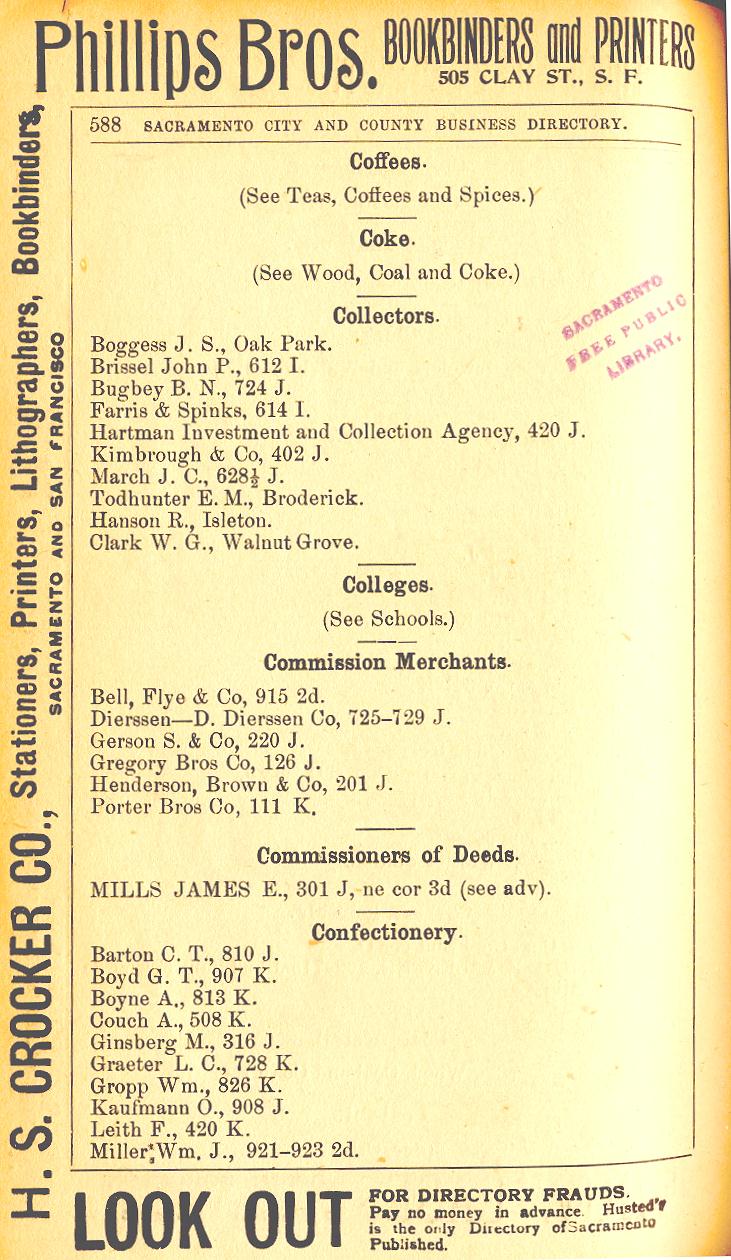 Phillips Bros. BOOKBINDERS and PRINTERS
505 CLAY ST., S. F.
H. S. CROCKER CO., Stationers, Printers, Lithographers, Bookbinders,
SACRAMENTO AND SAN FRANCISCO
588 SACRAMENTO CITY AND COUNTY BUSINESS DIRECTORY.
Coffees.
(See Teas, Coffees and Spices.)
Coke.
(See Wood, Coal and Coke.)
Collectors.
SACRAMENTO
FREE PUBLIC
LIBRARY.
Boggess J. S., Oak Park.
Brissel John P., 612 I.
Bugbey B. N., 724 J.
Farris & Spinks, 614 I.
Hartman Investment and Collection Agency, 420 J.
Kimbrough & Co, 402 J.
March J. C., 628½ J.
Todhunter E. M., Broderick.
Hanson R., Isleton.
Clark W. G., Walnut Grove.
Colleges.
(See Schools.)
Commission Merchants.
Bell, Flye & Co, 915 2d.
Dierssen—D. Dierssen Co, 725–729 J.
Gerson S. & Co, 220 J.
Gregory Bros Co, 126 J.
Henderson, Brown & Co, 201 J.
Porter Bros Co, 111 K.
Commissioners of Deeds.
MILLS JAMES E., 301 J, ne cor 3d (see adv).
Confectionery.
Barton C. T., 810 J.
Boyd G. T., 907 K.
Boyne A., 813 K.
Couch A., 508 K.
Ginsberg M., 316 J.
Graeter L. C., 728 K.
Gropp Wm., 826 K.
Kaufmann O., 908 J.
Leith F., 420 K.
Miller Wm. J., 921–923 2d.
LOOK OUT FOR DIRECTORY FRAUDS.
Pay no money in advance. Husted's
is the only Directory of Sacramento
Published.